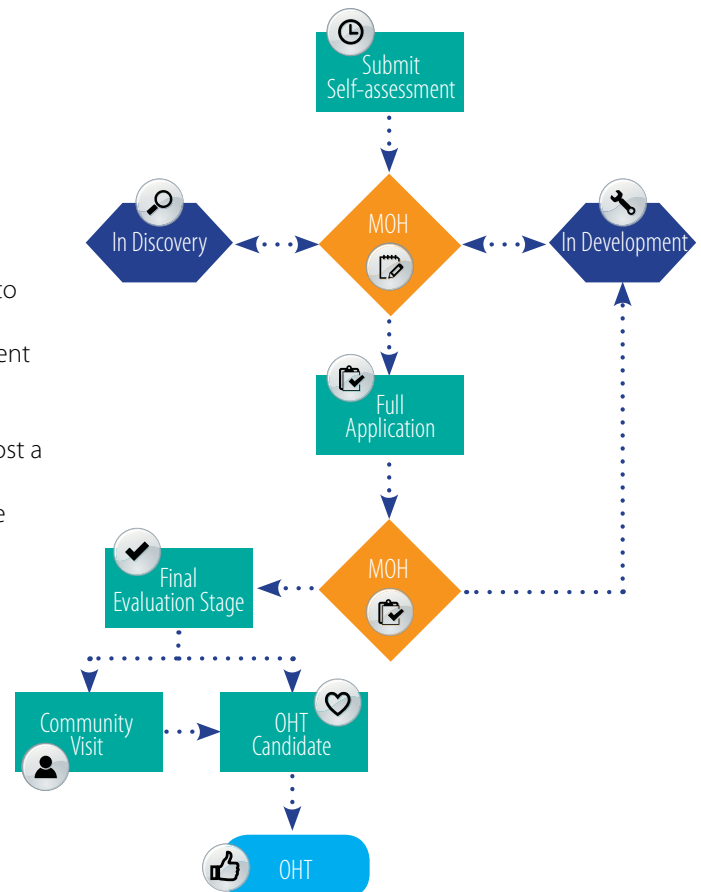 Submit
Self-assessment
In Discovery
MOH
In Development
to
ent
Full
Application
ost a
e
MOH
Final
Evaluation Stage
Community
Visit
OHT
Candidate
OHT